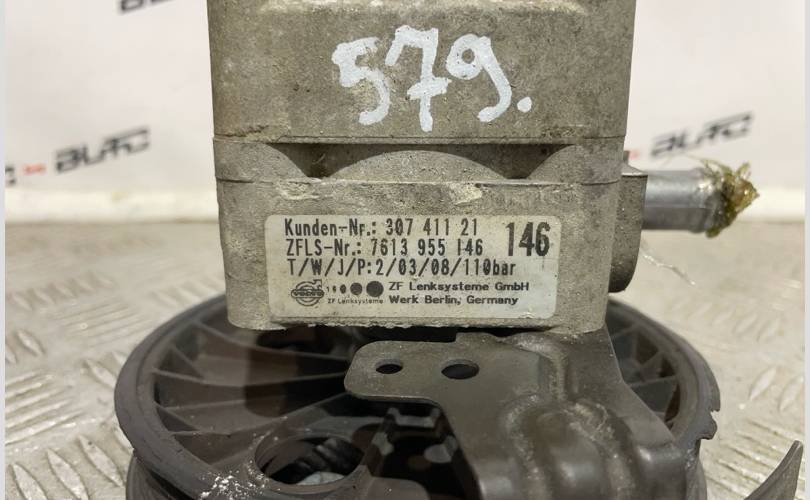 579.
Kunden-Nr.: 307 411 21
ZFLS-Nr.: 7613 955 146
146
T/W/J/P:2/03/08/110bar
VOLVO
ZF Lenksysteme
ZF Lenksysteme GmbH
Werk Berlin, Germany